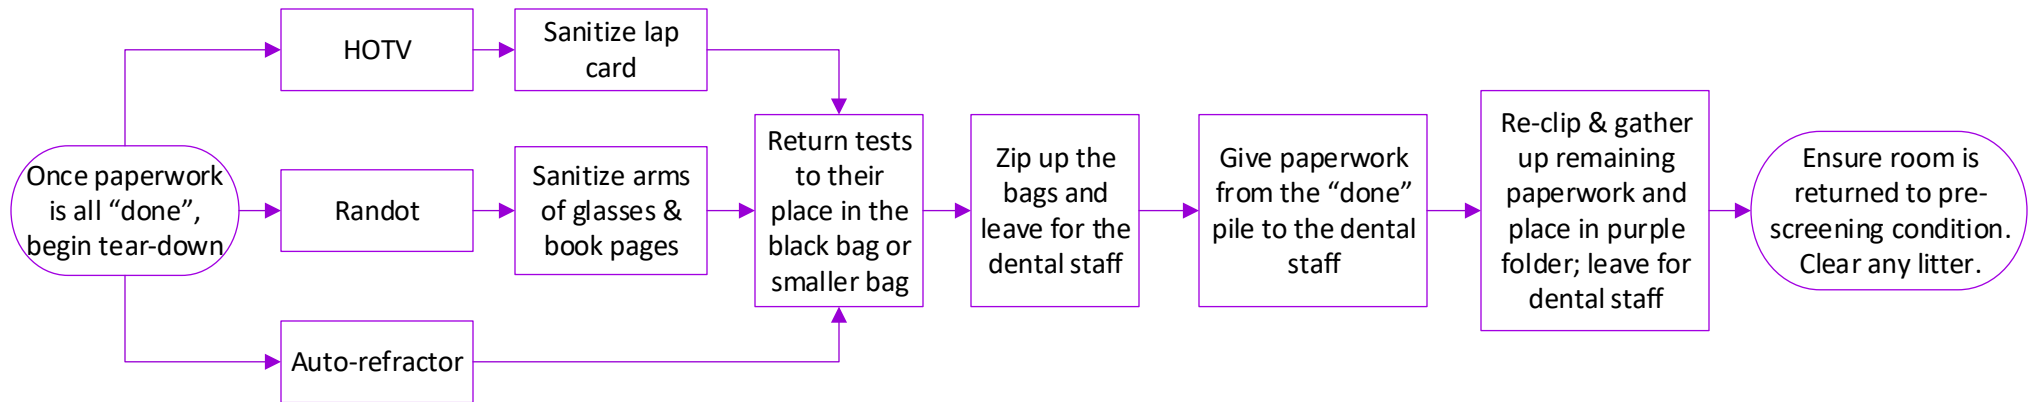 Once paperwork
is all “done”,
begin tear-down
HOTV
Sanitize lap
card
Randot
Sanitize arms
of glasses &
book pages
Auto-refractor
Return tests
to their
place in the
black bag or
smaller bag
Zip up the
bags and
leave for the
dental staff
Give paperwork
from the “done”
pile to the dental
staff
Re-clip & gather
up remaining
paperwork and
place in purple
folder; leave for
dental staff
Ensure room is
returned to pre-
screening condition.
Clear any litter.